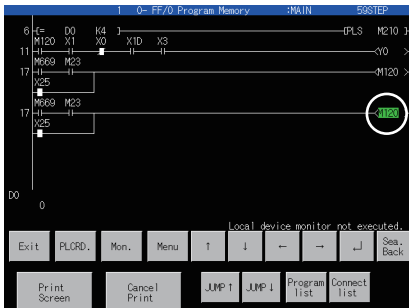 1 0- FF/0 Program Memory :MAIN 59STEP
6 [= D0 K4 ] [PLS M210 ]
M120 X1 X0 X1D X3
11 <Y0 >
M669 M23
17 <M120 >
X25
M669 M23
17 <M120
X25
D0
0
Local device monitor not executed.
Exit PLCRD. Mon. Menu ↑ ↓ ← → ↵ Sea. Back
Print Screen Cancel Print JUMP↑ JUMP↓ Program list Connect list